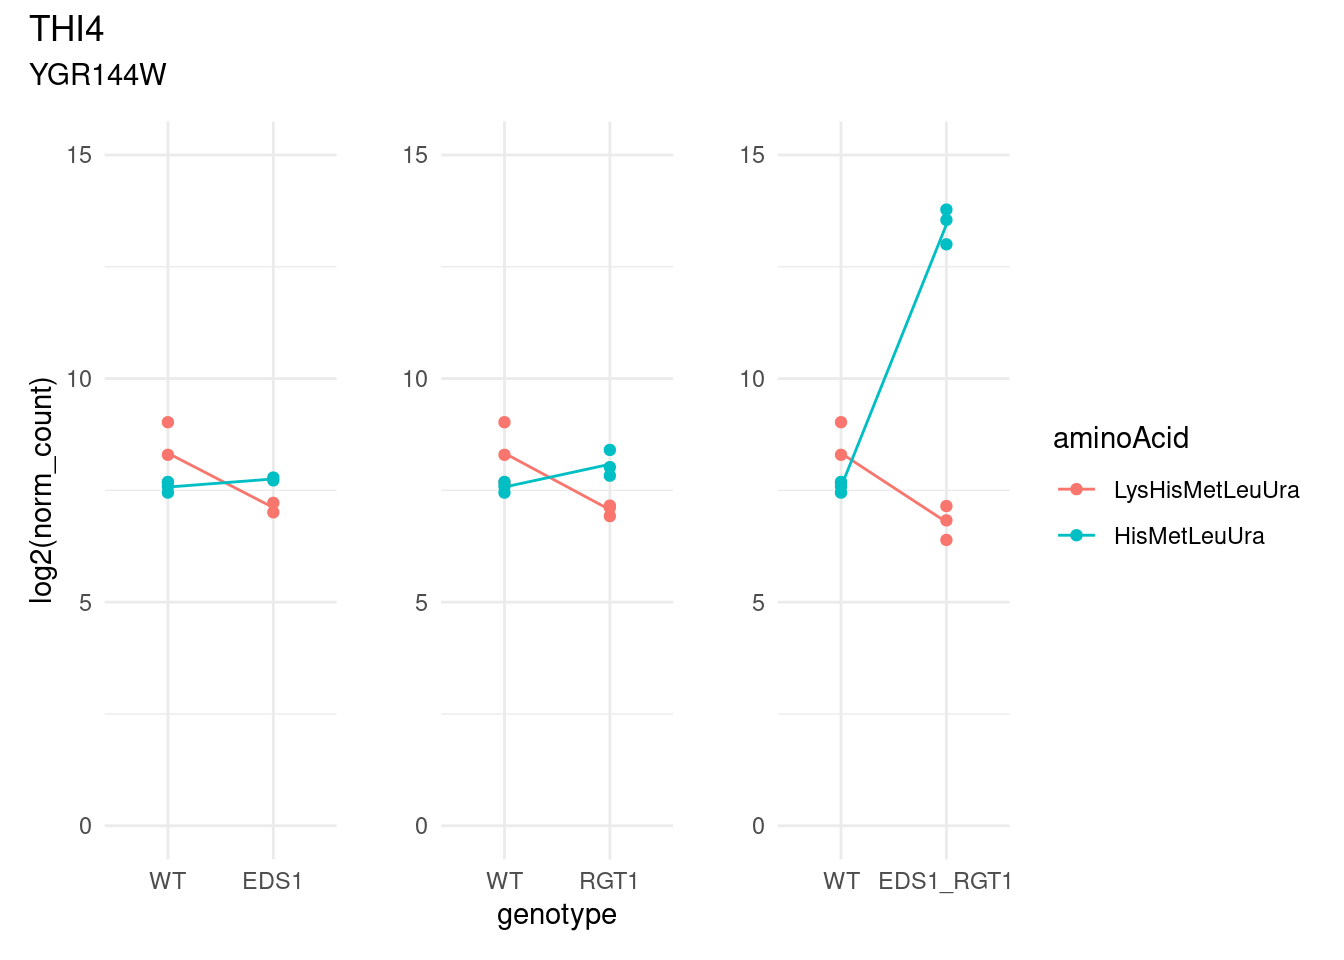 THI4
YGR144W
log2(norm_count)
15
10
5
0
WT EDS1
15
10
5
0
WT RGT1
15
10
5
0
WT EDS1_RGT1
genotype
aminoAcid
LysHisMetLeuUra
HisMetLeuUra